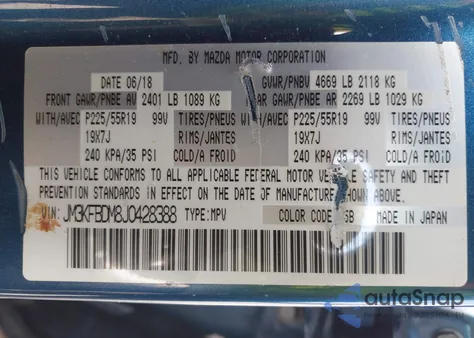 MFD. BY MAZDA MOTOR CORPORATION
DATE 06/18 GVWR/PNBV 4669 LB 2118 KG
FRONT GAWR/PNBE AV 2401 LB 1089 KG GAWR/PNBE AR 2269 LB 1029 KG
WITH/AVEC P225/55R19 99V TIRES/PNEUS WITH/AVEC P225/55R19 99V TIRES/PNEUS
19X7J RIMS/JANTES 19X7J RIMS/JANTES
240 KPA/35 PSI COLD/A FROID 240 KPA/35 PSI COLD/A FROID
THIS VEHICLE CONFORMS TO ALL APPLICABLE FEDERAL MOTOR VEHICLE SAFETY AND THEFT
PREVENTION STANDARDS IN EFFECT ON THE DATE OF MANUFACTURE SHOWN ABOVE.
VIN: JM3KFBDM8J0428388 TYPE: MPV COLOR CODE MADE IN JAPAN
autoSnap